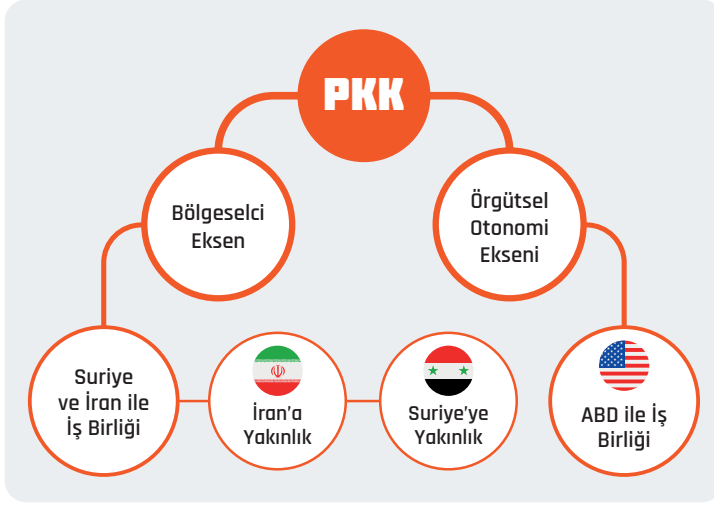 PKK
Bölgeselci
Eksen
Örgütsel
Otonomi
Ekseni
Suriye
ve İran ile
İş Birliği
İran’a
Yakınlık
Suriye’ye
Yakınlık
ABD ile İş
Birliği